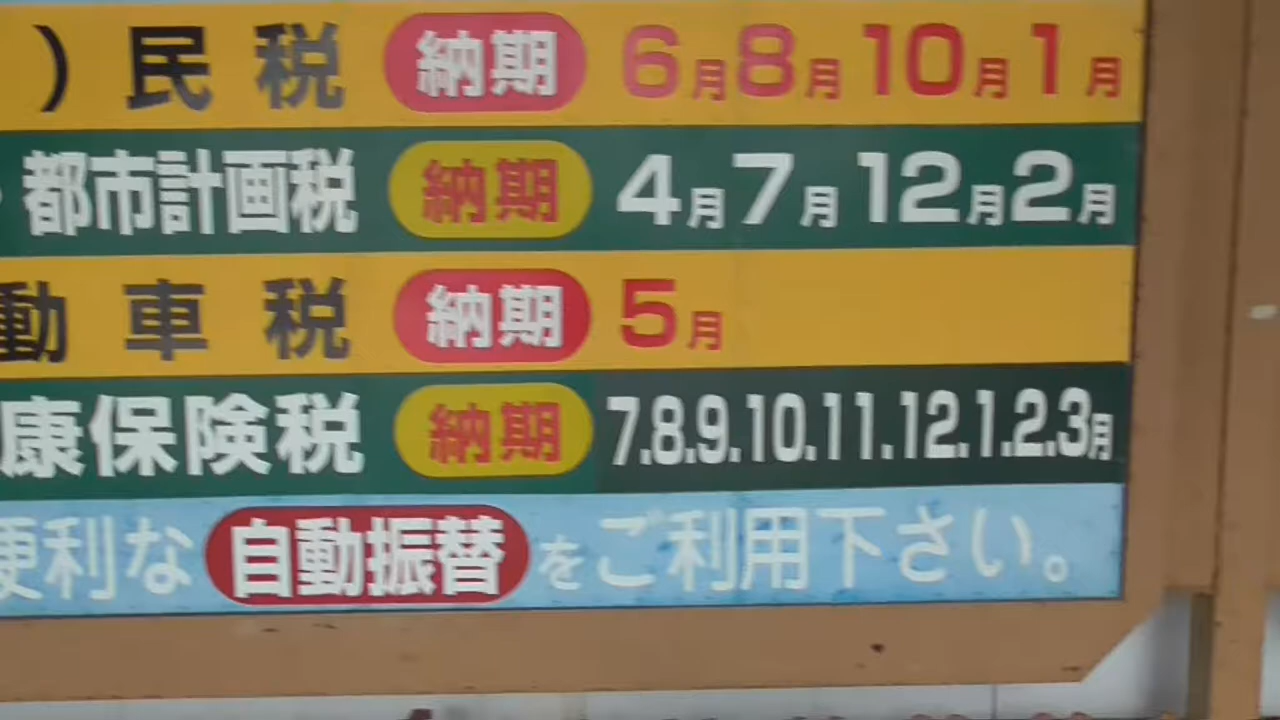 ）民税 納期 6月8月10月1月
都市計画税 納期 4月7月12月2月
動車税 納期 5月
康保険税 納期 7.8.9.10.11.12.1.2.3月
便利な自動振替をご利用下さい。